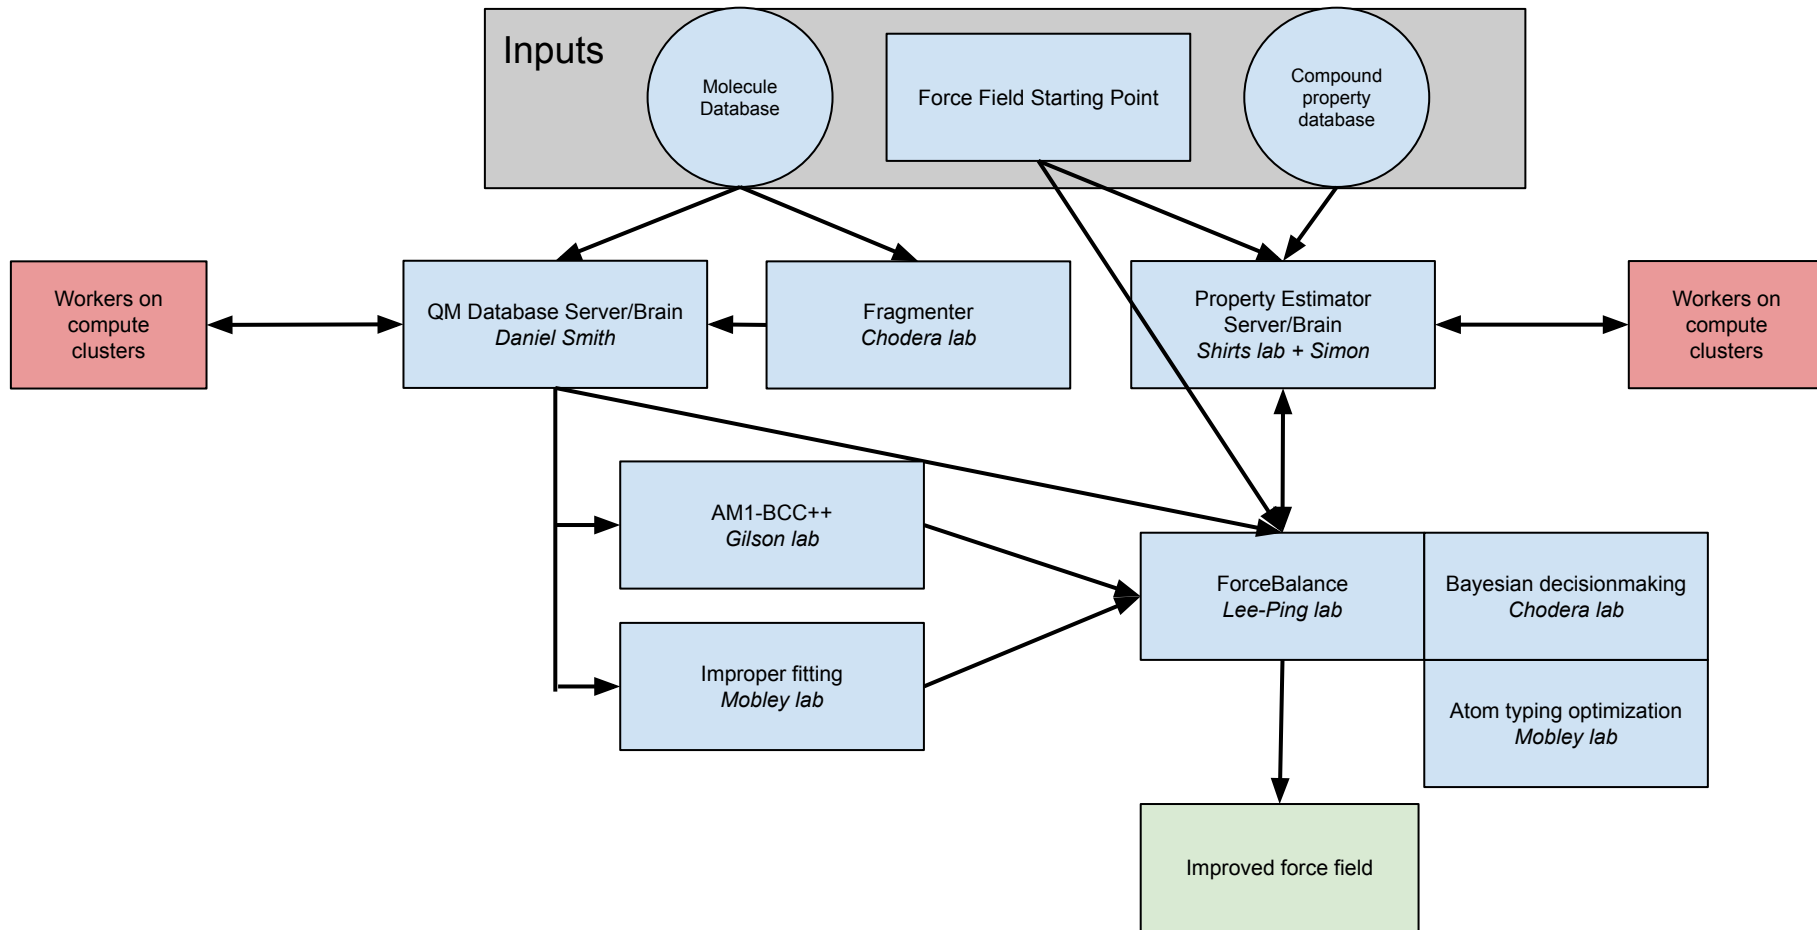 Inputs
Molecule
Database
Force Field Starting Point
Compound
property
database
Workers on
compute
clusters
QM Database Server/Brain
Daniel Smith
Fragmenter
Chodera lab
Property Estimator
Server/Brain
Shirts lab + Simon
Workers on
compute
clusters
AM1-BCC++
Gilson lab
ForceBalance
Lee-Ping lab
Bayesian decisionmaking
Chodera lab
Improper fitting
Mobley lab
Atom typing optimization
Mobley lab
Improved force field